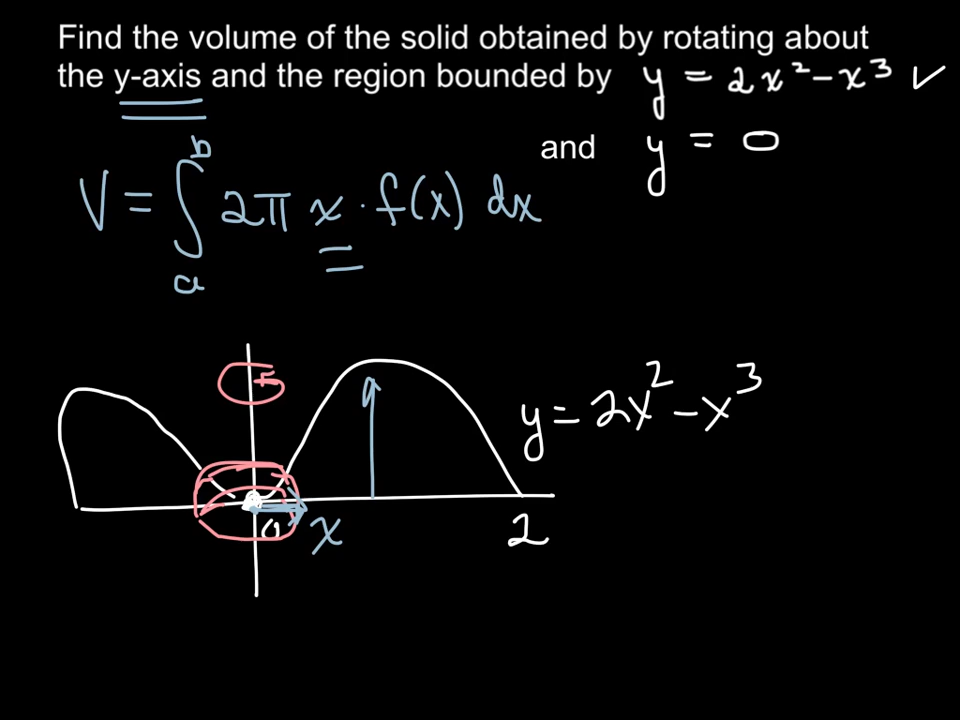 Find the volume of the solid obtained by rotating about
the y-axis and the region bounded by y = 2x² - x³ ✓
and y = 0
V = ∫ₐᵇ 2π x · f(x) dx
y = 2x² - x³
0 x 2